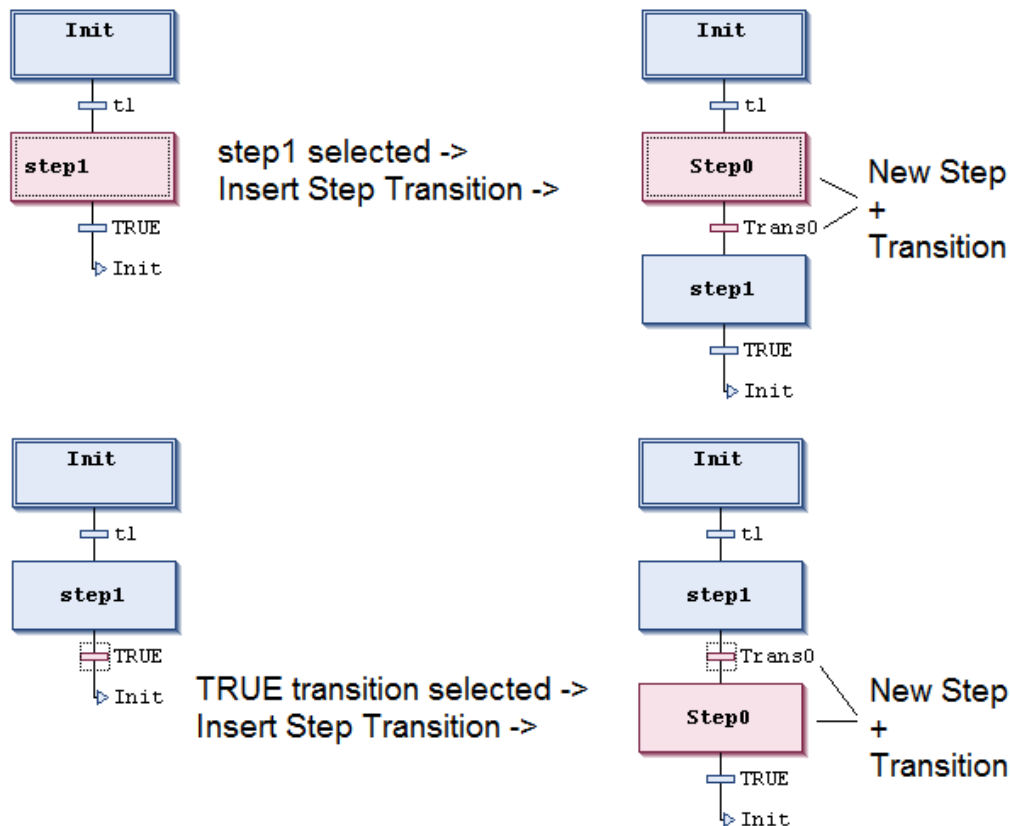 Init
t1
step1
TRUE
Init
step1 selected ->
Insert Step Transition ->
Init
t1
Step0
Trans0
step1
TRUE
Init
New Step
+
Transition
Init
t1
step1
TRUE
Init
TRUE transition selected ->
Insert Step Transition ->
Init
t1
step1
Trans0
Step0
TRUE
Init
New Step
+
Transition